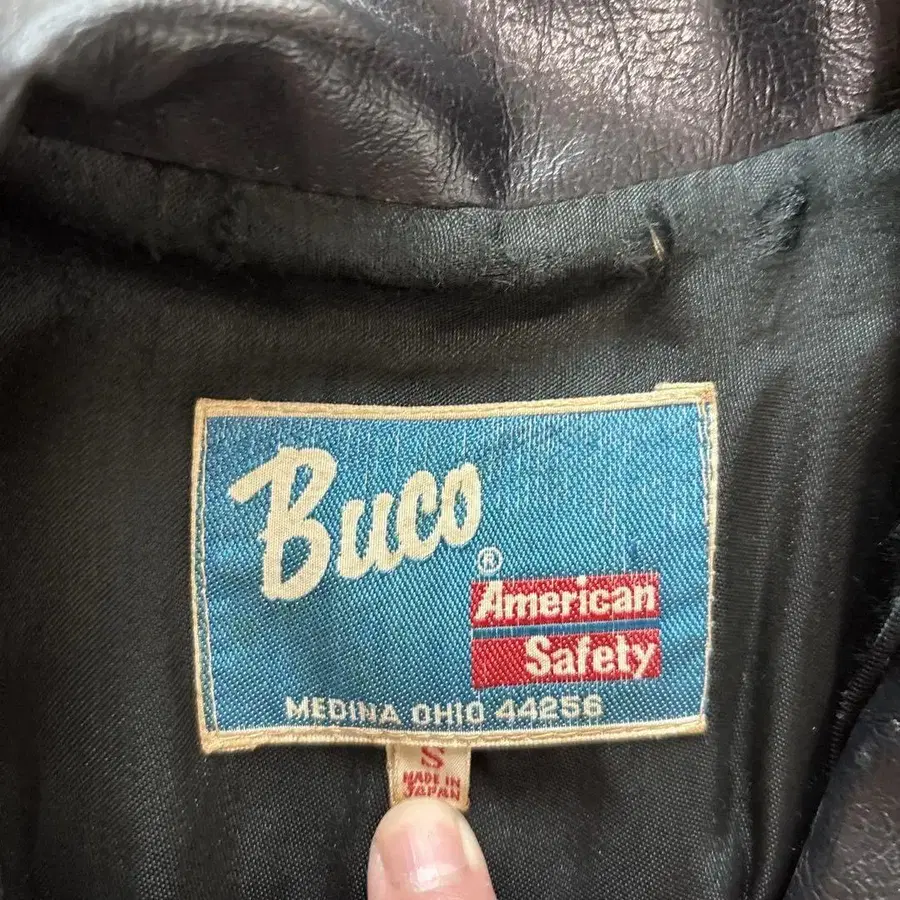 Buco
®
American
Safety
MEDINA OHIO 44256
S
MADE IN
JAPAN